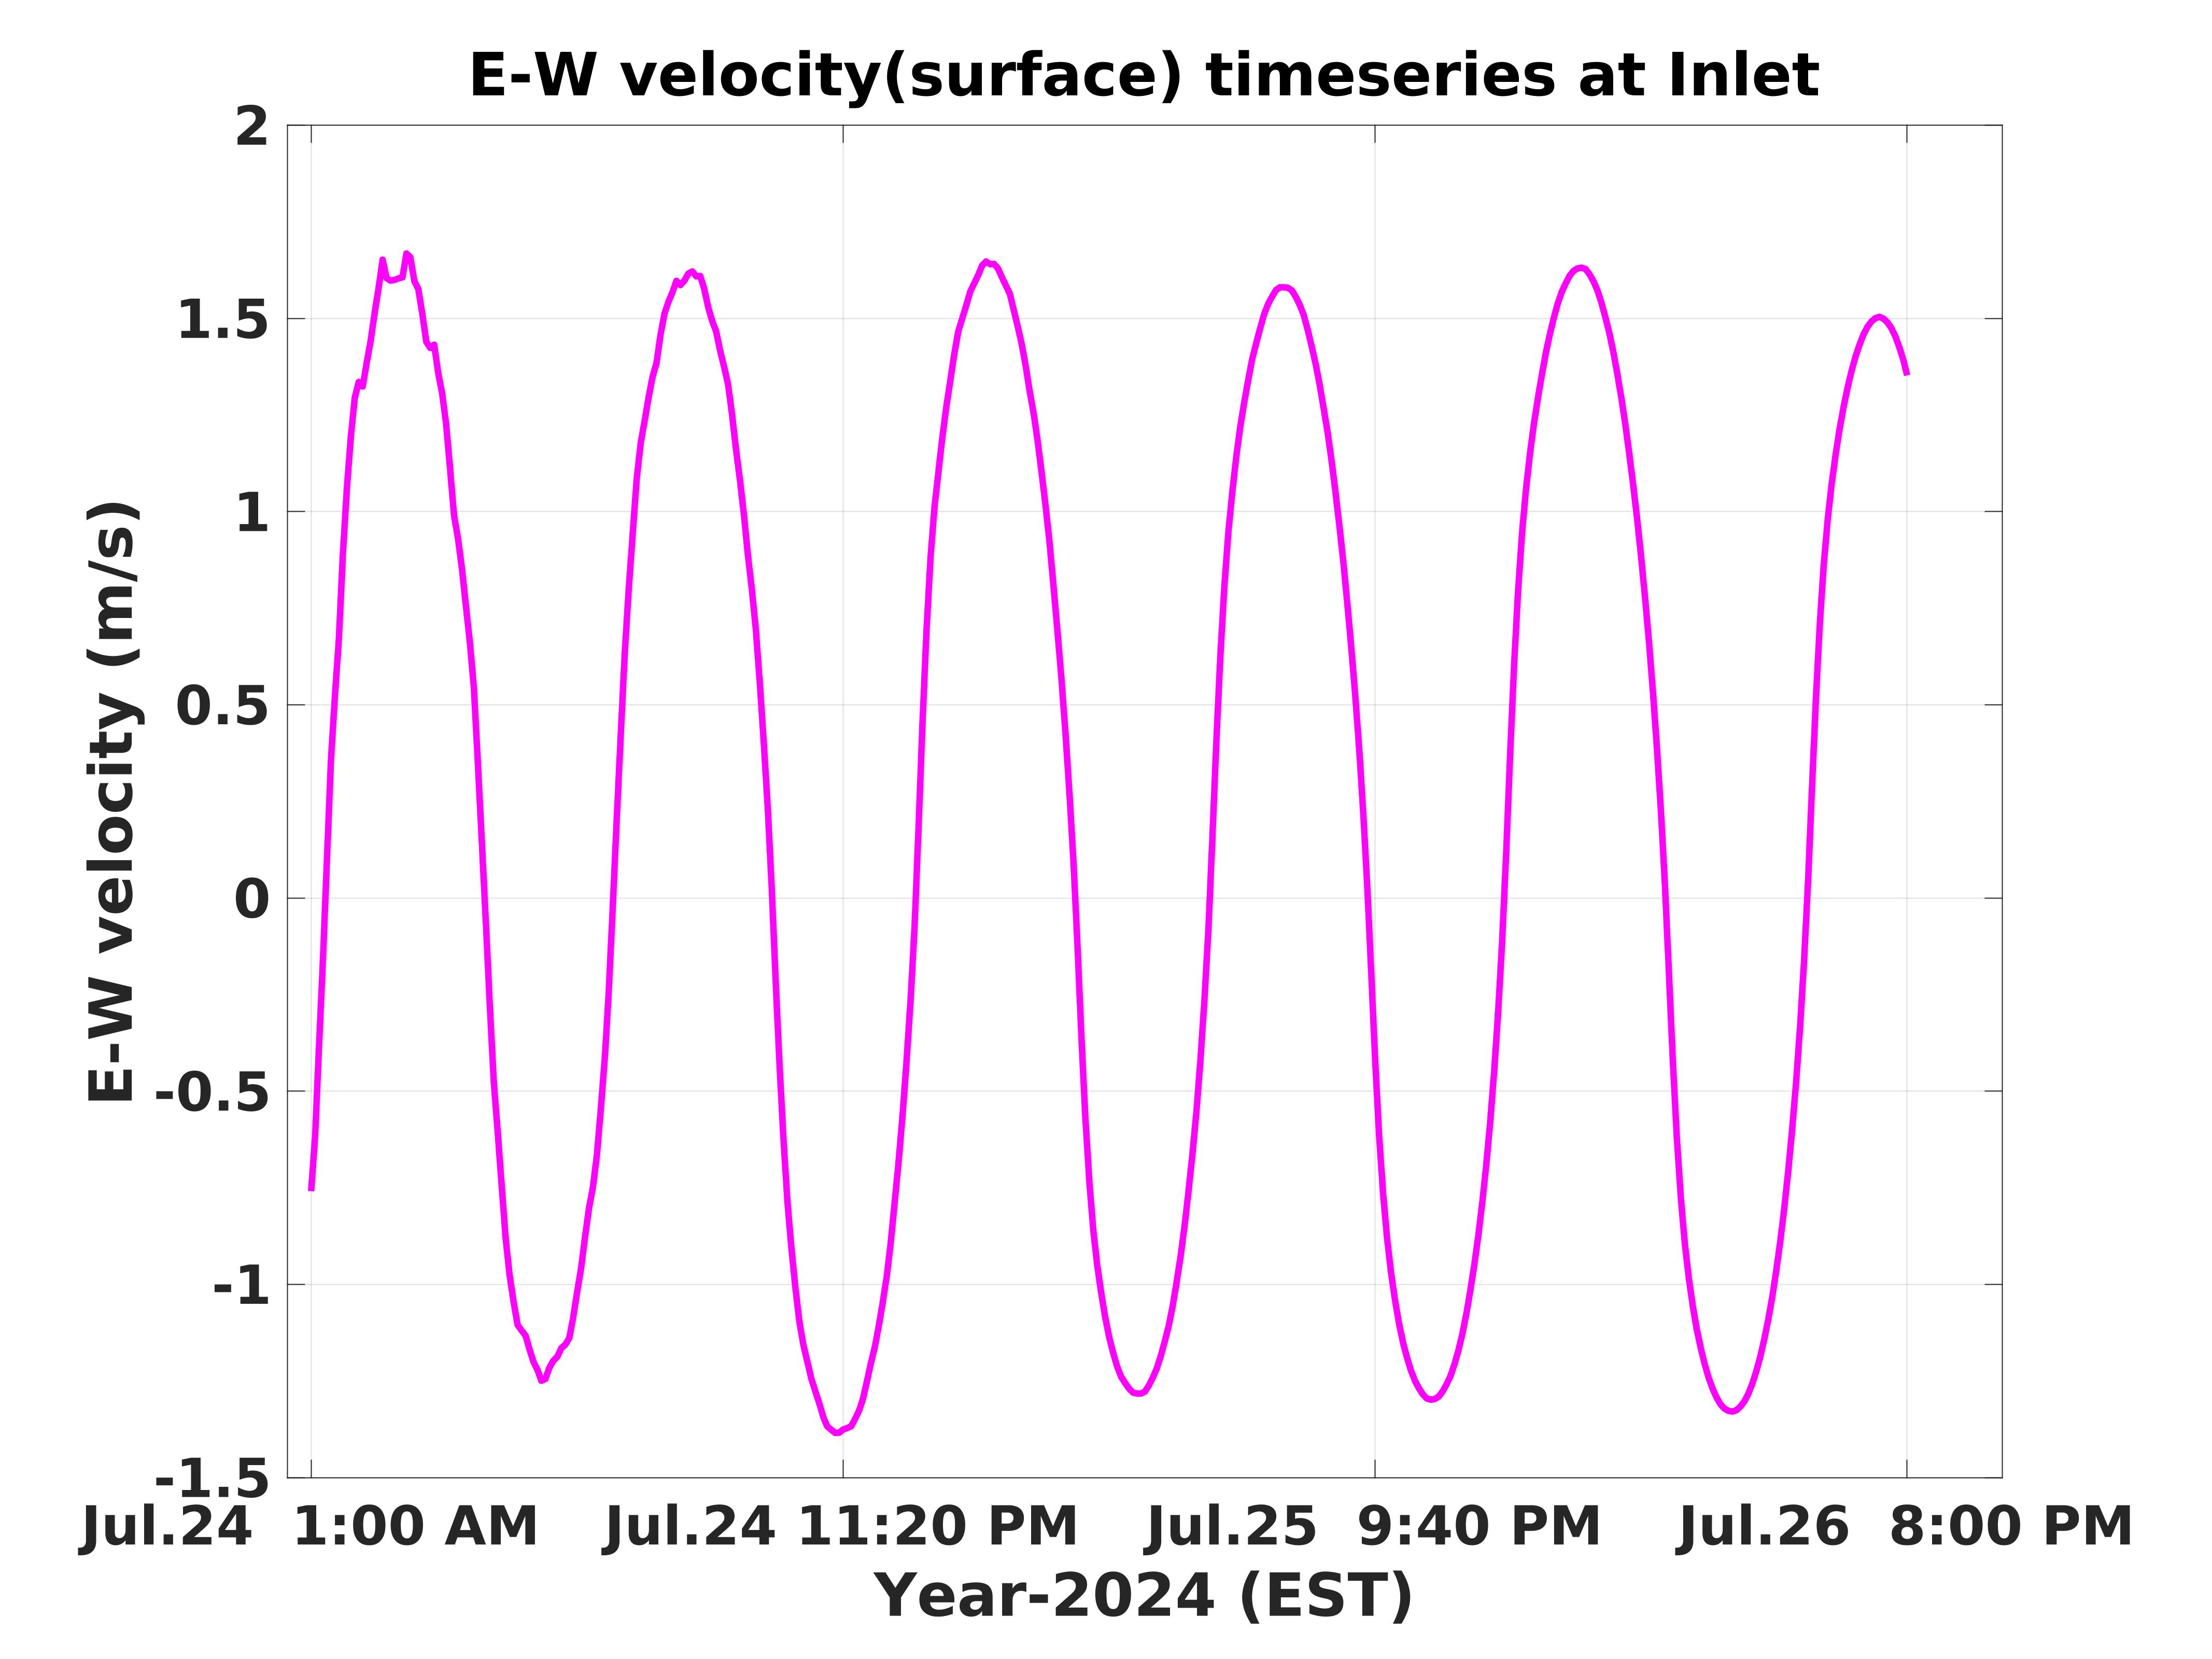 E-W velocity(surface) timeseries at Inlet
E-W velocity (m/s)
2
1.5
1
0.5
0
-0.5
-1
-1.5
Jul.24 1:00 AM
Jul.24 11:20 PM
Jul.25 9:40 PM
Jul.26 8:00 PM
Year-2024 (EST)